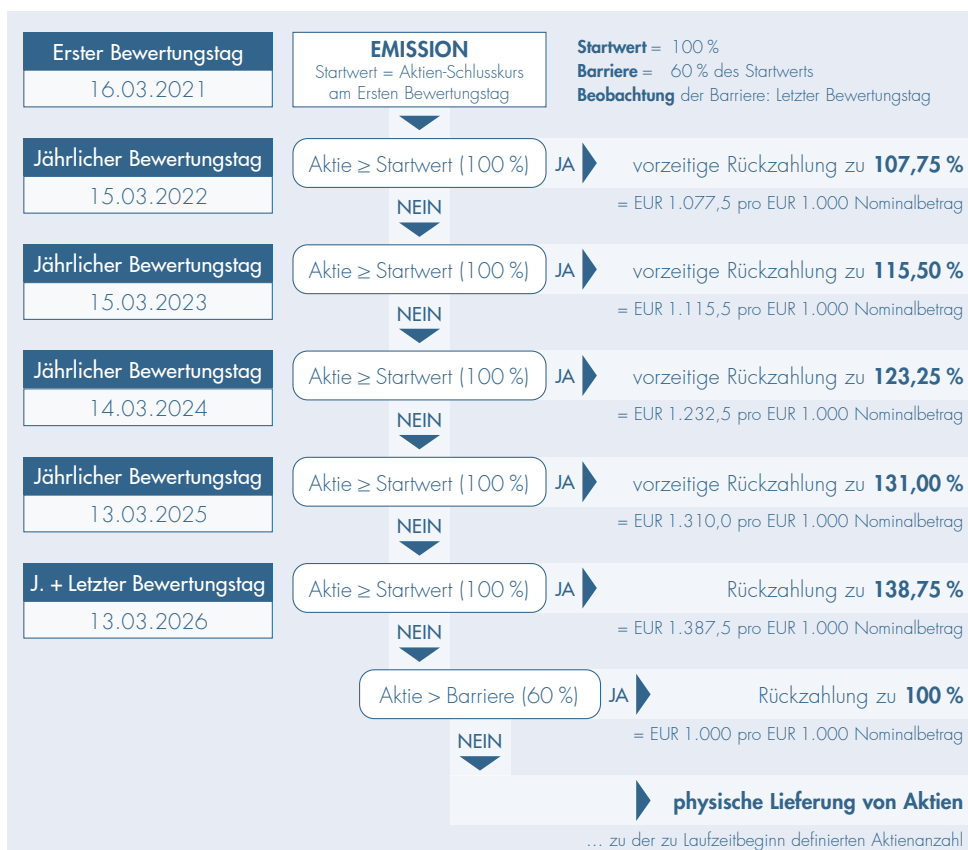 Erster Bewertungstag
16.03.2021
EMISSION
Startwert = Aktien-Schlusskurs
am Ersten Bewertungstag
Startwert = 100 %
Barriere = 60 % des Startwerts
Beobachtung der Barriere: Letzter Bewertungstag
Jährlicher Bewertungstag
15.03.2022
Aktie ≥ Startwert (100 %)
JA
vorzeitige Rückzahlung zu 107,75 %
= EUR 1.077,5 pro EUR 1.000 Nominalbetrag
NEIN
Jährlicher Bewertungstag
15.03.2023
Aktie ≥ Startwert (100 %)
JA
vorzeitige Rückzahlung zu 115,50 %
= EUR 1.115,5 pro EUR 1.000 Nominalbetrag
NEIN
Jährlicher Bewertungstag
14.03.2024
Aktie ≥ Startwert (100 %)
JA
vorzeitige Rückzahlung zu 123,25 %
= EUR 1.232,5 pro EUR 1.000 Nominalbetrag
NEIN
Jährlicher Bewertungstag
13.03.2025
Aktie ≥ Startwert (100 %)
JA
vorzeitige Rückzahlung zu 131,00 %
= EUR 1.310,0 pro EUR 1.000 Nominalbetrag
NEIN
J. + Letzter Bewertungstag
13.03.2026
Aktie ≥ Startwert (100 %)
JA
Rückzahlung zu 138,75 %
= EUR 1.387,5 pro EUR 1.000 Nominalbetrag
NEIN
Aktie > Barriere (60 %)
JA
Rückzahlung zu 100 %
= EUR 1.000 pro EUR 1.000 Nominalbetrag
NEIN
physische Lieferung von Aktien
... zu der zu Laufzeitbeginn definierten Aktienanzahl